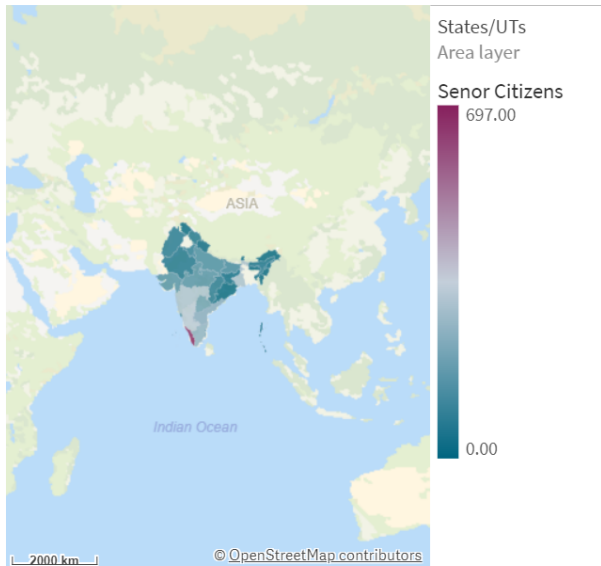 States/UTs
Area layer
Senor Citizens
697.00
0.00
ASIA
Indian Ocean
2000 km
© OpenStreetMap contributors